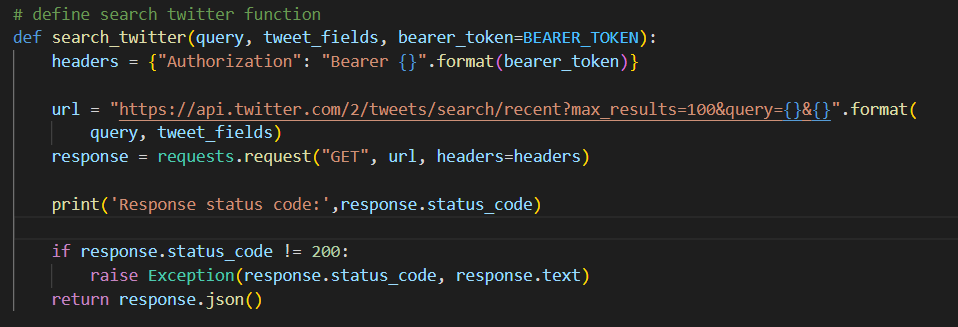 # define search twitter function
def search_twitter(query, tweet_fields, bearer_token=BEARER_TOKEN):
    headers = {"Authorization": "Bearer {}".format(bearer_token)}

    url = "https://api.twitter.com/2/tweets/search/recent?max_results=100&query={}&{}".format(
        query, tweet_fields)
    response = requests.request("GET", url, headers=headers)

    print('Response status code:',response.status_code)

    if response.status_code != 200:
        raise Exception(response.status_code, response.text)
    return response.json()